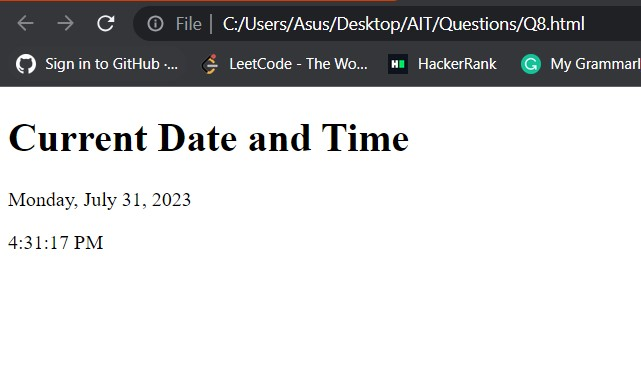 File | C:/Users/Asus/Desktop/AIT/Questions/Q8.html
Sign in to GitHub ·... LeetCode - The Wo... HackerRank My Grammarl
Current Date and Time
Monday, July 31, 2023
4:31:17 PM